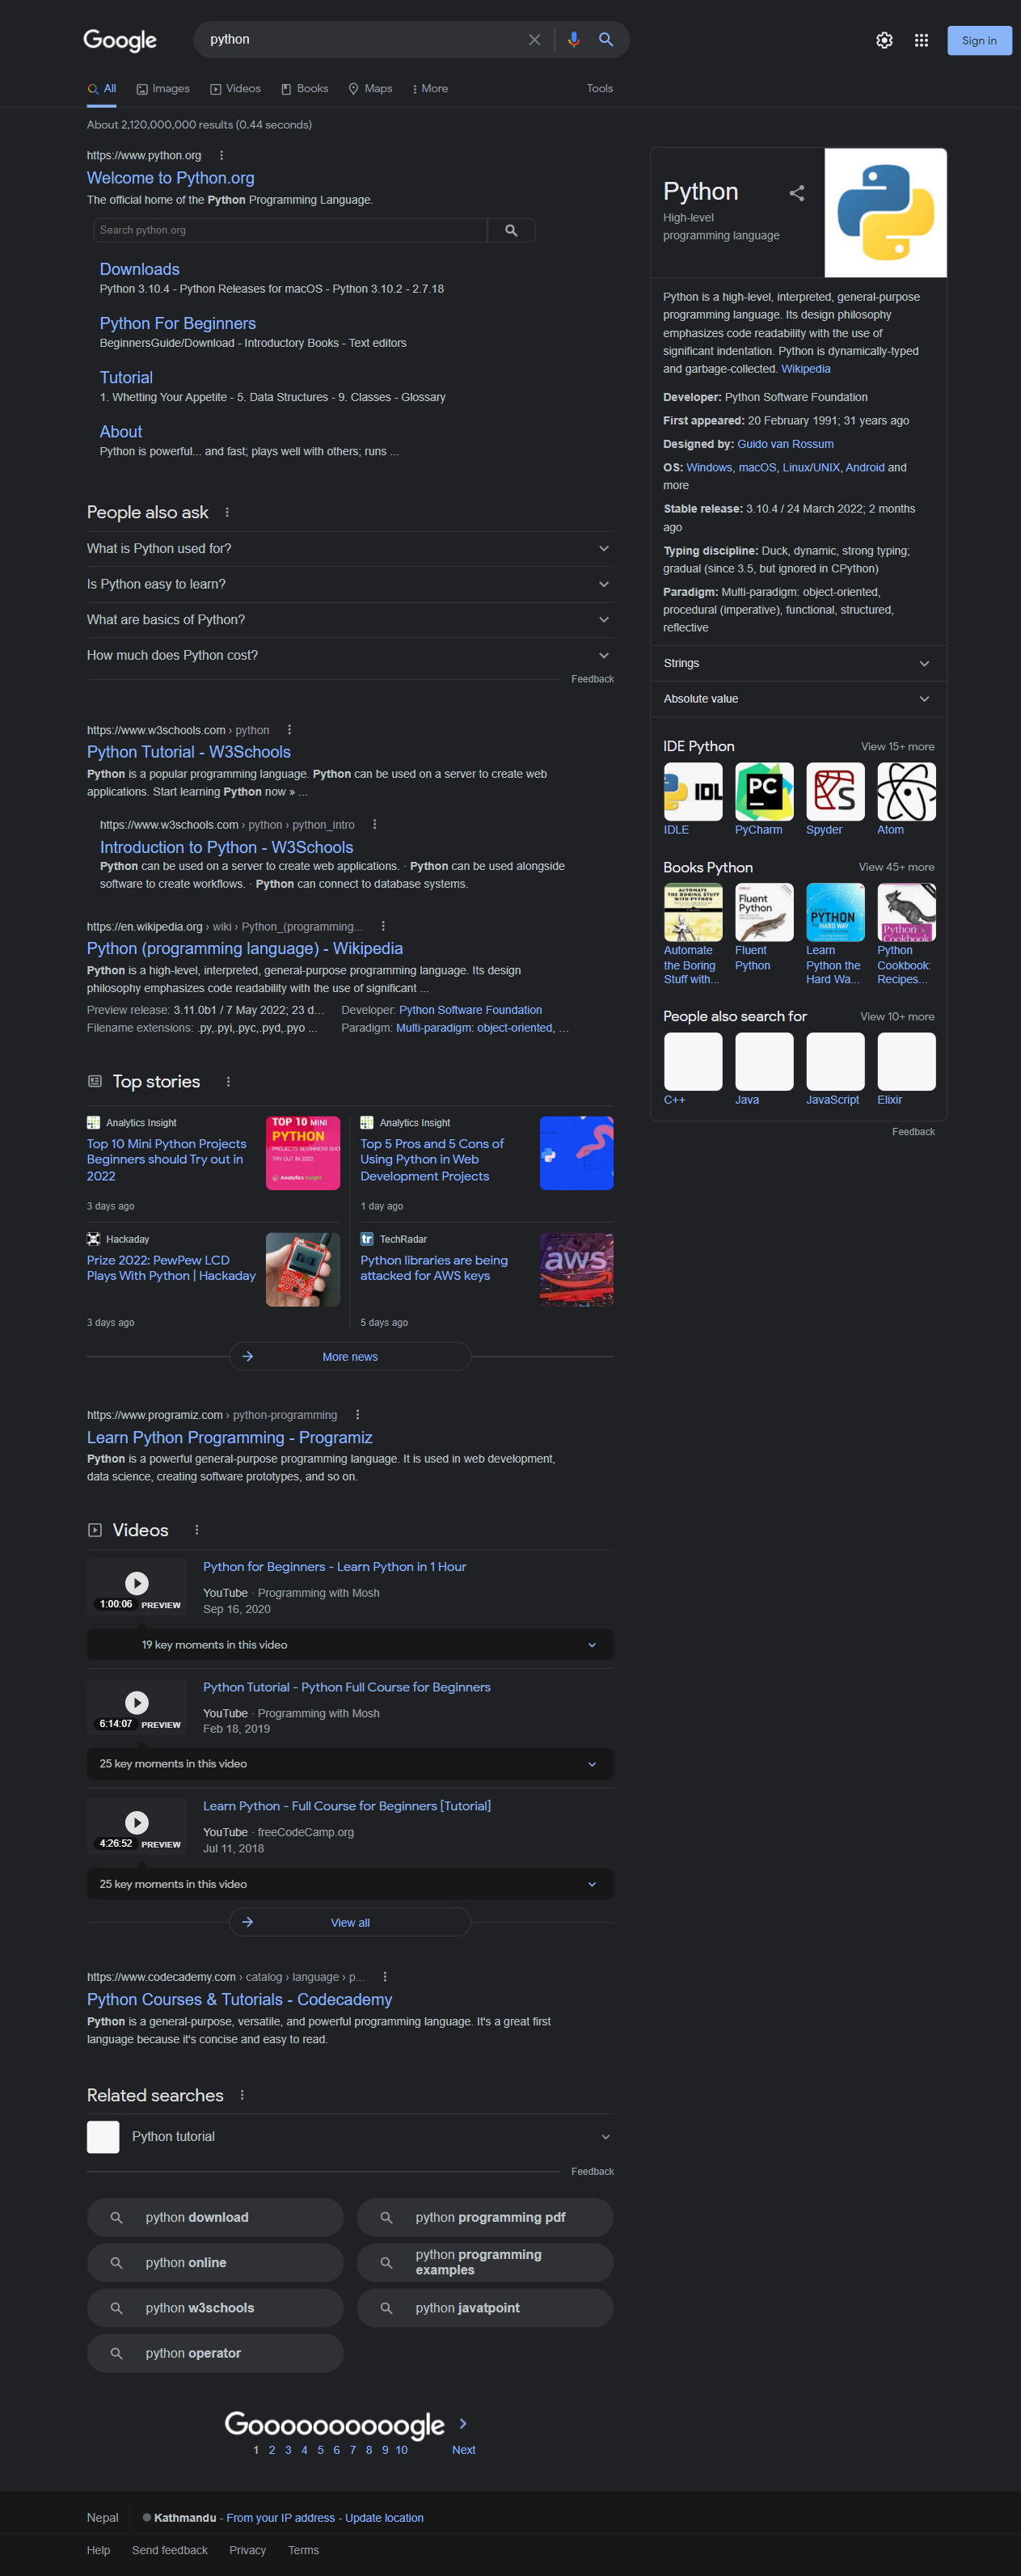 Google
python
Sign in
All
Images
Videos
Books
Maps
More
Tools
About 2,120,000,000 results (0.44 seconds)
https://www.python.org
Welcome to Python.org
The official home of the Python Programming Language.
Search python.org
Downloads
Python 3.10.4 - Python Releases for macOS - Python 3.10.2 - 2.7.18
Python For Beginners
BeginnersGuide/Download - Introductory Books - Text editors
Tutorial
1. Whetting Your Appetite - 5. Data Structures - 9. Classes - Glossary
About
Python is powerful... and fast; plays well with others; runs ...
People also ask
What is Python used for?
Is Python easy to learn?
What are basics of Python?
How much does Python cost?
Feedback
https://www.w3schools.com › python
Python Tutorial - W3Schools
Python is a popular programming language. Python can be used on a server to create web
applications. Start learning Python now » ...
https://www.w3schools.com › python › python_intro
Introduction to Python - W3Schools
Python can be used on a server to create web applications. · Python can be used alongside
software to create workflows. · Python can connect to database systems.
https://en.wikipedia.org › wiki › Python_(programming...
Python (programming language) - Wikipedia
Python is a high-level, interpreted, general-purpose programming language. Its design
philosophy emphasizes code readability with the use of significant ...
Preview release: 3.11.0b1 / 7 May 2022; 23 d...
Developer: Python Software Foundation
Filename extensions: .py,.pyi,.pyc,.pyd,.pyo ...
Paradigm: Multi-paradigm: object-oriented, ...
Top stories
Analytics Insight
Top 10 Mini Python Projects
Beginners should Try out in
2022
TOP 10 MINI
PYTHON
PROJECTS BEGINNERS SHO
TRY OUT IN 2022
Analytics Insight
3 days ago
Analytics Insight
Top 5 Pros and 5 Cons of
Using Python in Web
Development Projects
1 day ago
Hackaday
Prize 2022: PewPew LCD
Plays With Python | Hackaday
3 days ago
tr
TechRadar
Python libraries are being
attacked for AWS keys
aws
5 days ago
More news
https://www.programiz.com › python-programming
Learn Python Programming - Programiz
Python is a powerful general-purpose programming language. It is used in web development,
data science, creating software prototypes, and so on.
Videos
1:00:06
PREVIEW
Python for Beginners - Learn Python in 1 Hour
YouTube · Programming with Mosh
Sep 16, 2020
19 key moments in this video
6:14:07
PREVIEW
Python Tutorial - Python Full Course for Beginners
YouTube · Programming with Mosh
Feb 18, 2019
25 key moments in this video
4:26:52
PREVIEW
Learn Python - Full Course for Beginners [Tutorial]
YouTube · freeCodeCamp.org
Jul 11, 2018
25 key moments in this video
View all
https://www.codecademy.com › catalog › language › p...
Python Courses & Tutorials - Codecademy
Python is a general-purpose, versatile, and powerful programming language. It's a great first
language because it's concise and easy to read.
Related searches
Python tutorial
Feedback
python download
python programming pdf
python online
python programming
examples
python w3schools
python javatpoint
python operator
Goooooooooogle
1 2 3 4 5 6 7 8 9 10
Next
Python
High-level
programming language
Python is a high-level, interpreted, general-purpose
programming language. Its design philosophy
emphasizes code readability with the use of
significant indentation. Python is dynamically-typed
and garbage-collected. Wikipedia
Developer: Python Software Foundation
First appeared: 20 February 1991; 31 years ago
Designed by: Guido van Rossum
OS: Windows, macOS, Linux/UNIX, Android and
more
Stable release: 3.10.4 / 24 March 2022; 2 months
ago
Typing discipline: Duck, dynamic, strong typing;
gradual (since 3.5, but ignored in CPython)
Paradigm: Multi-paradigm: object-oriented,
procedural (imperative), functional, structured,
reflective
Strings
Absolute value
IDE Python
View 15+ more
IDL
PC
IDLE
PyCharm
Spyder
Atom
Books Python
View 45+ more
AUTOMATE
THE BORING STUFF
WITH PYTHON
Fluent
Python
PYTHON
HARD WAY
Python
Cookbook
Automate
the Boring
Stuff with...
Fluent
Python
Learn
Python the
Hard Wa...
Python
Cookbook:
Recipes...
People also search for
View 10+ more
C++
Java
JavaScript
Elixir
Feedback
Nepal
Kathmandu - From your IP address - Update location
Help
Send feedback
Privacy
Terms